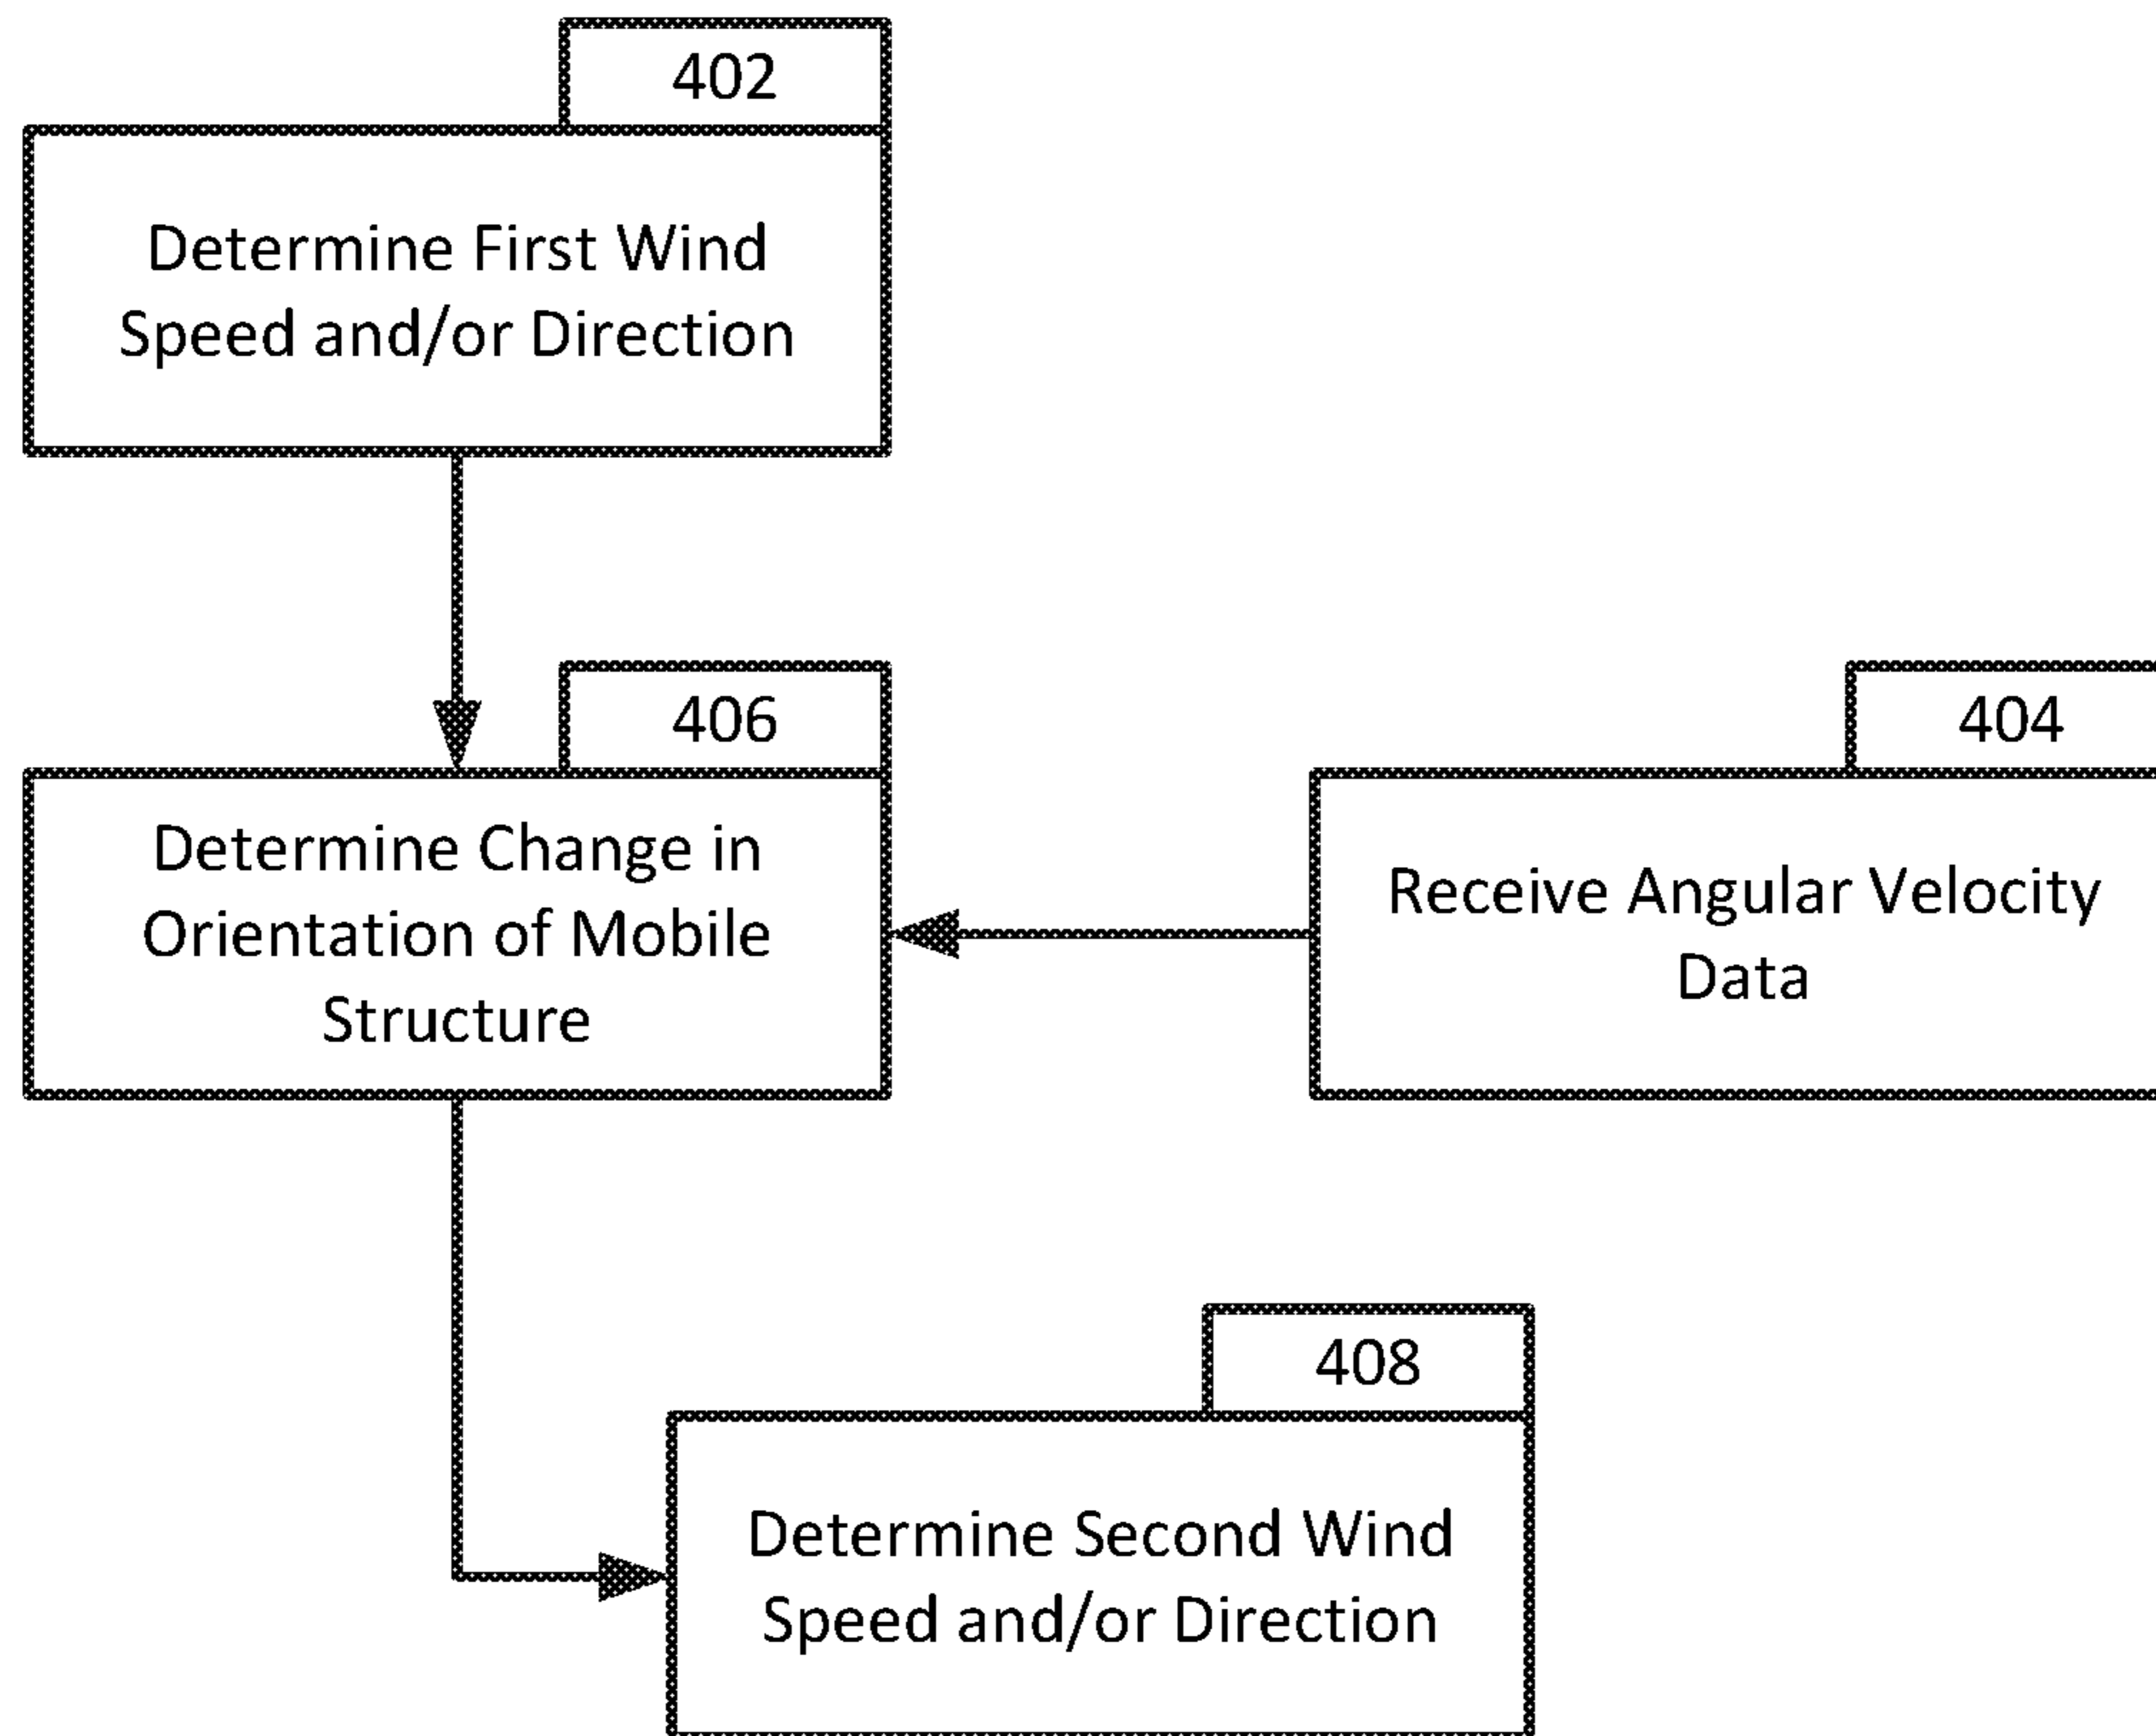 402
Determine First Wind
Speed and/or Direction
406
Determine Change in
Orientation of Mobile
Structure
404
Receive Angular Velocity
Data
408
Determine Second Wind
Speed and/or Direction